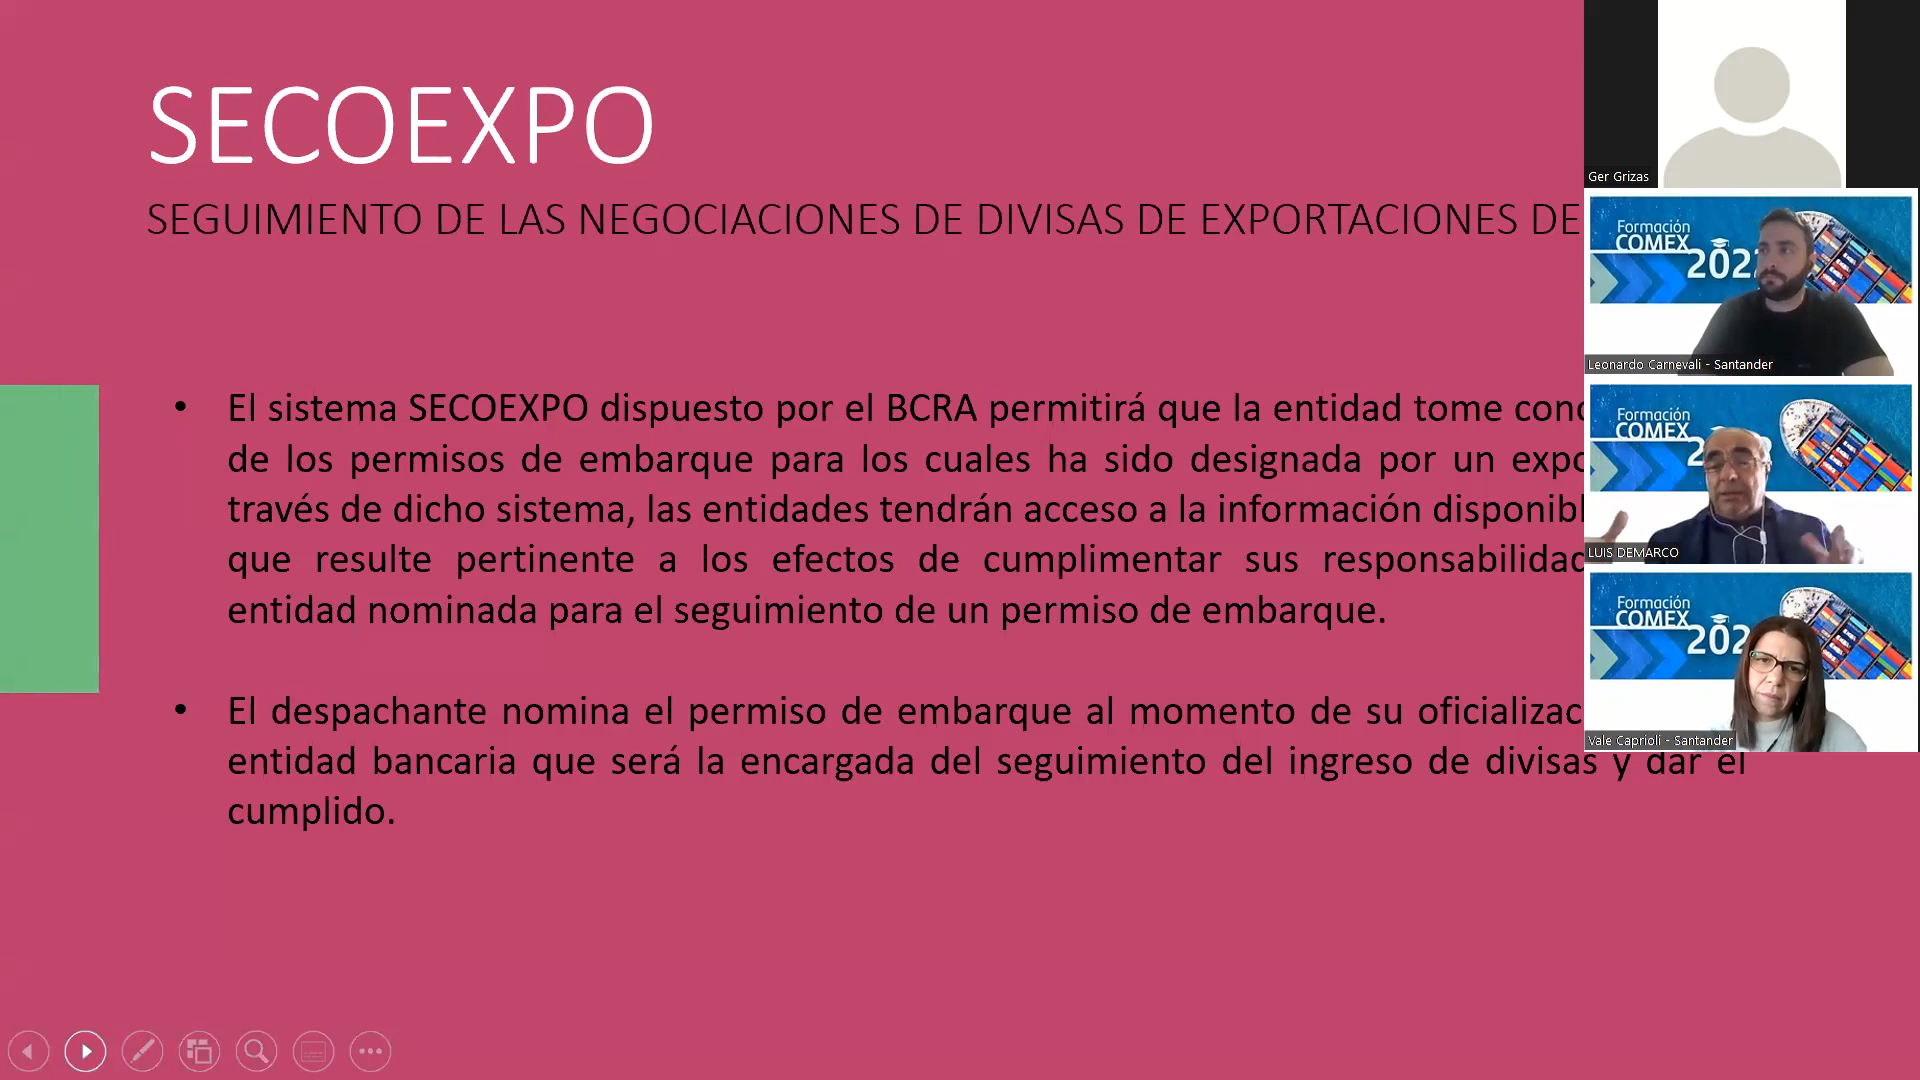 SECOEXPO
SEGUIMIENTO DE LAS NEGOCIACIONES DE DIVISAS DE EXPORTACIONES DE
El sistema SECOEXPO dispuesto por el BCRA permitirá que la entidad tome
de los permisos de embarque para los cuales ha sido designada por un
través de dicho sistema, las entidades tendrán acceso a la información
que resulte pertinente a los efectos de cumplimentar sus
entidad nominada para el seguimiento de un permiso de embarque.
El despachante nomina el permiso de embarque al momento de su
entidad bancaria que será la encargada del seguimiento del ingreso de divisas y dar el
cumplido.
Ger Grizas
Formación
COMEX
Leonardo Carnevali - Santander
Formación
COMEX
LUIS DEMARCO
Formación
COMEX
Vale Caprioli - Santander